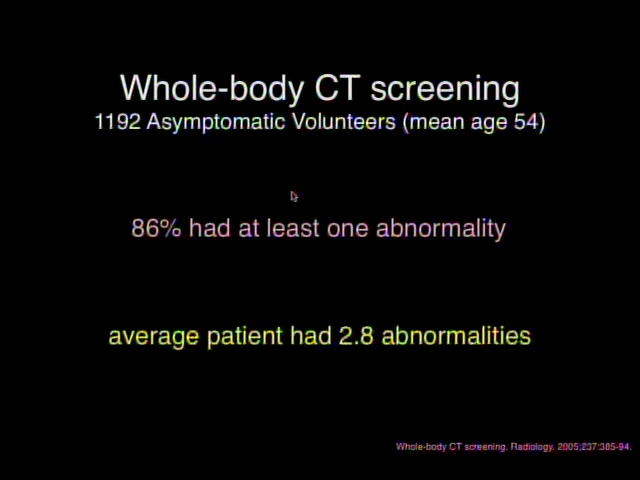 Whole-body CT screening
1192 Asymptomatic Volunteers (mean age 54)
86% had at least one abnormality
average patient had 2.8 abnormalities
Whole-body CT screening. Radiology. 2005;237:385-94.